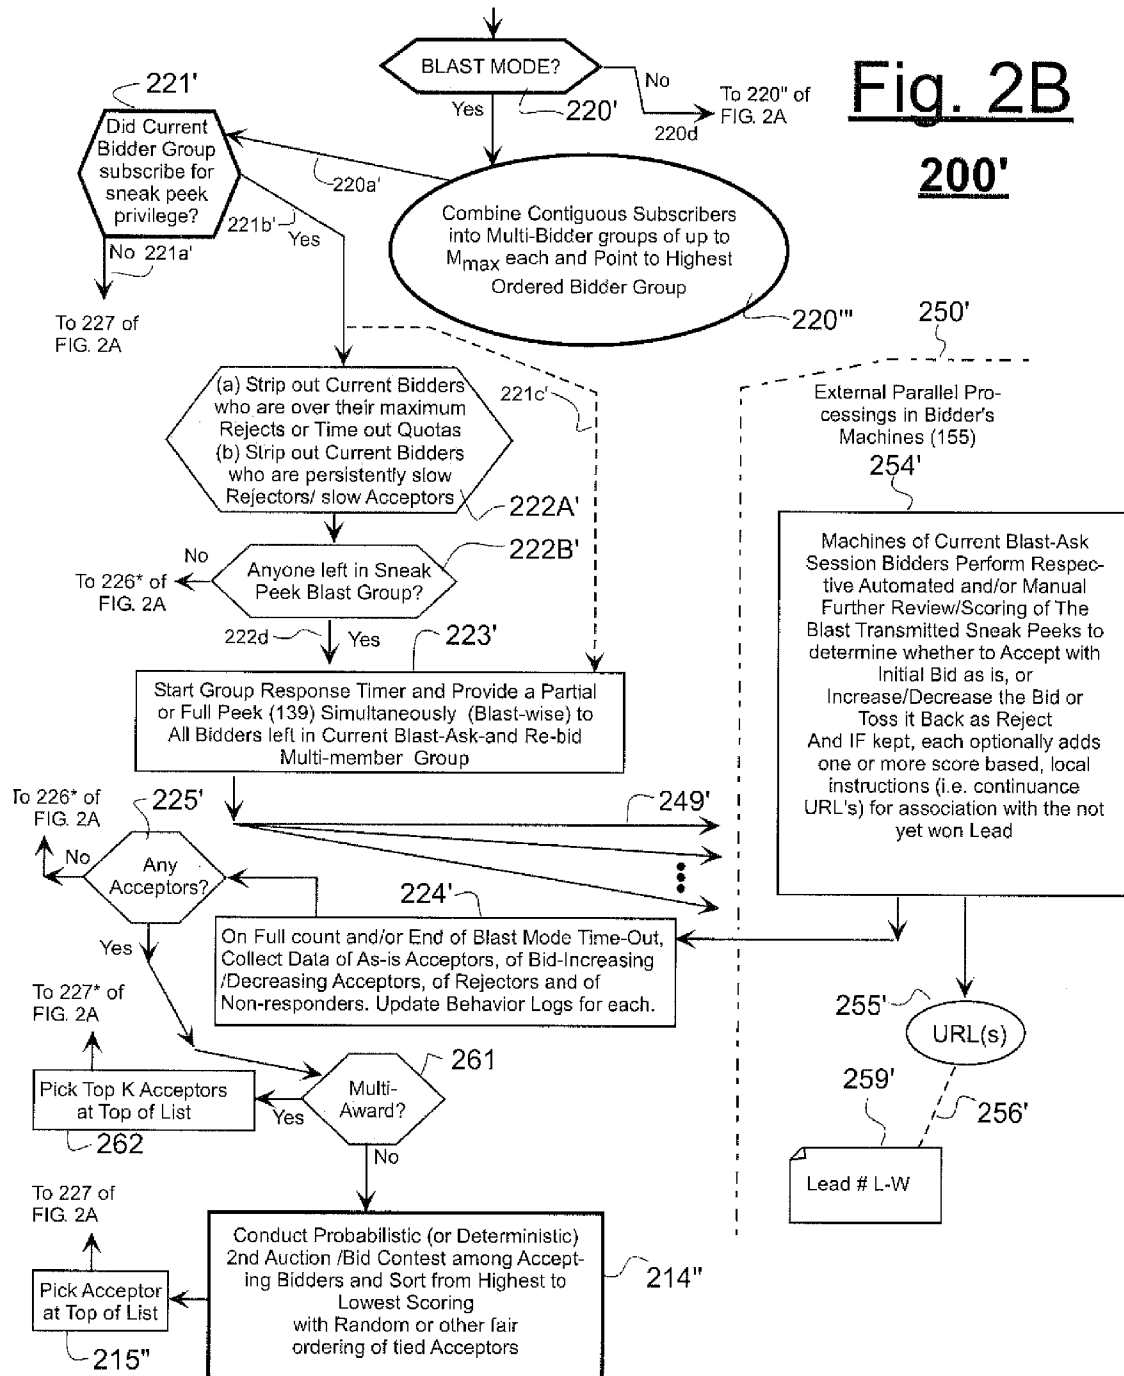 BLAST MODE?
220'
No
Yes
220d
To 220" of
FIG. 2A
Fig. 2B
200'
221'
Did Current
Bidder Group
subscribe for
sneak peek
privilege?
220a'
221b'
Yes
No 221a'
To 227 of
FIG. 2A
Combine Contiguous Subscribers
into Multi-Bidder groups of up to
Mmax each and Point to Highest
Ordered Bidder Group
220"'
250'
221c'
(a) Strip out Current Bidders
who are over their maximum
Rejects or Time out Quotas
(b) Strip out Current Bidders
who are persistently slow
Rejectors/ slow Acceptors
222A'
External Parallel Pro-
cessings in Bidder's
Machines (155)
254'
222B'
No
Anyone left in Sneak
Peek Blast Group?
To 226* of
FIG. 2A
222d
Yes
223'
Machines of Current Blast-Ask
Session Bidders Perform Respec-
tive Automated and/or Manual
Further Review/Scoring of The
Blast Transmitted Sneak Peeks to
determine whether to Accept with
Initial Bid as is, or
Increase/Decrease the Bid or
Toss it Back as Reject
And IF kept, each optionally adds
one or more score based, local
instructions (i.e. continuance
URL's) for association with the not
yet won Lead
Start Group Response Timer and Provide a Partial
or Full Peek (139) Simultaneously (Blast-wise) to
All Bidders left in Current Blast-Ask-and Re-bid
Multi-member Group
249'
To 226* of
FIG. 2A
225'
No
Any
Acceptors?
Yes
224'
On Full count and/or End of Blast Mode Time-Out,
Collect Data of As-is Acceptors, of Bid-Increasing
/Decreasing Acceptors, of Rejectors and of
Non-responders. Update Behavior Logs for each.
255'
URL(s)
256'
259'
Lead # L-W
To 227* of
FIG. 2A
261
Multi-
Award?
Yes
No
Pick Top K Acceptors
at Top of List
262
To 227 of
FIG. 2A
Conduct Probabilistic (or Deterministic)
2nd Auction /Bid Contest among Accept-
ing Bidders and Sort from Highest to
Lowest Scoring
with Random or other fair
ordering of tied Acceptors
214"
Pick Acceptor
at Top of List
215"